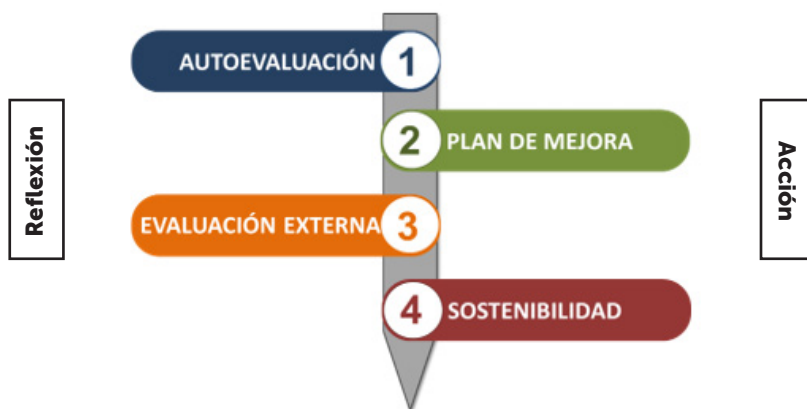 AUTOEVALUACIÓN 1
2 PLAN DE MEJORA
Reflexión
Acción
EVALUACIÓN EXTERNA 3
4 SOSTENIBILIDAD